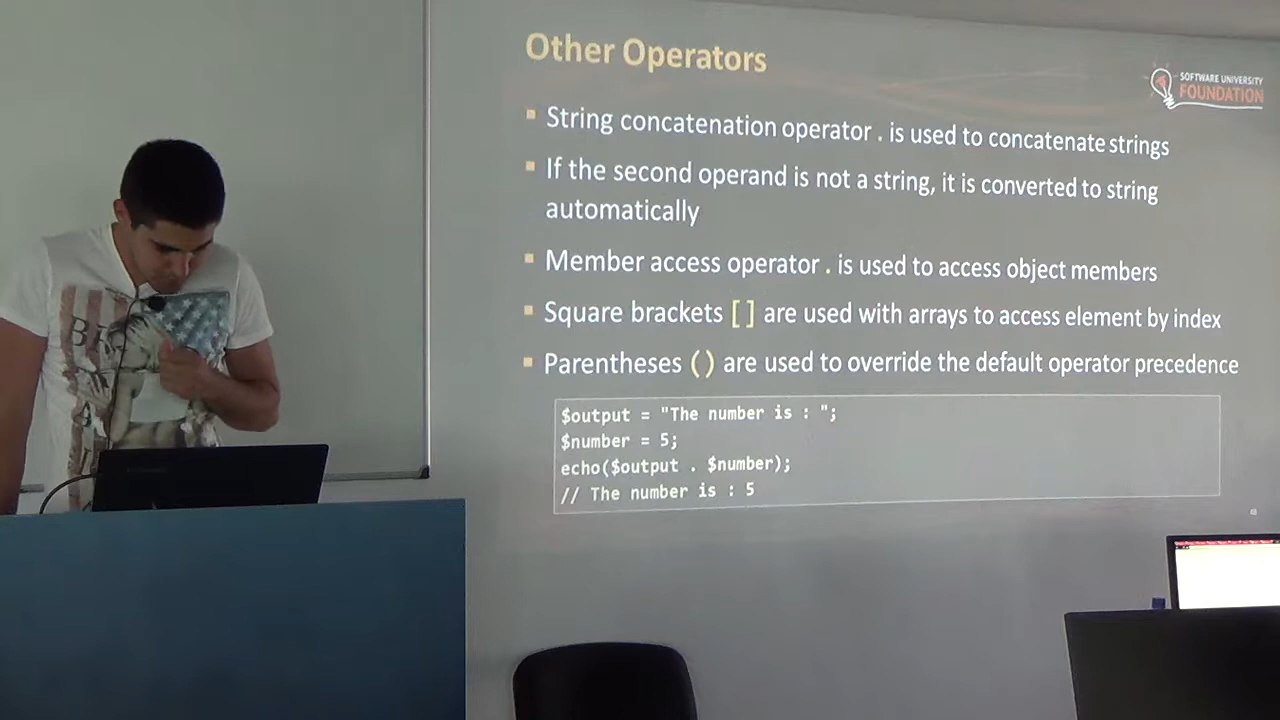 Other Operators
SOFTWARE UNIVERSITY
FOUNDATION
String concatenation operator . is used to concatenate strings
If the second operand is not a string, it is converted to string
automatically
Member access operator . is used to access object members
Square brackets [] are used with arrays to access element by index
Parentheses () are used to override the default operator precedence
$output = "The number is : ";
$number = 5;
echo($output . $number);
// The number is : 5